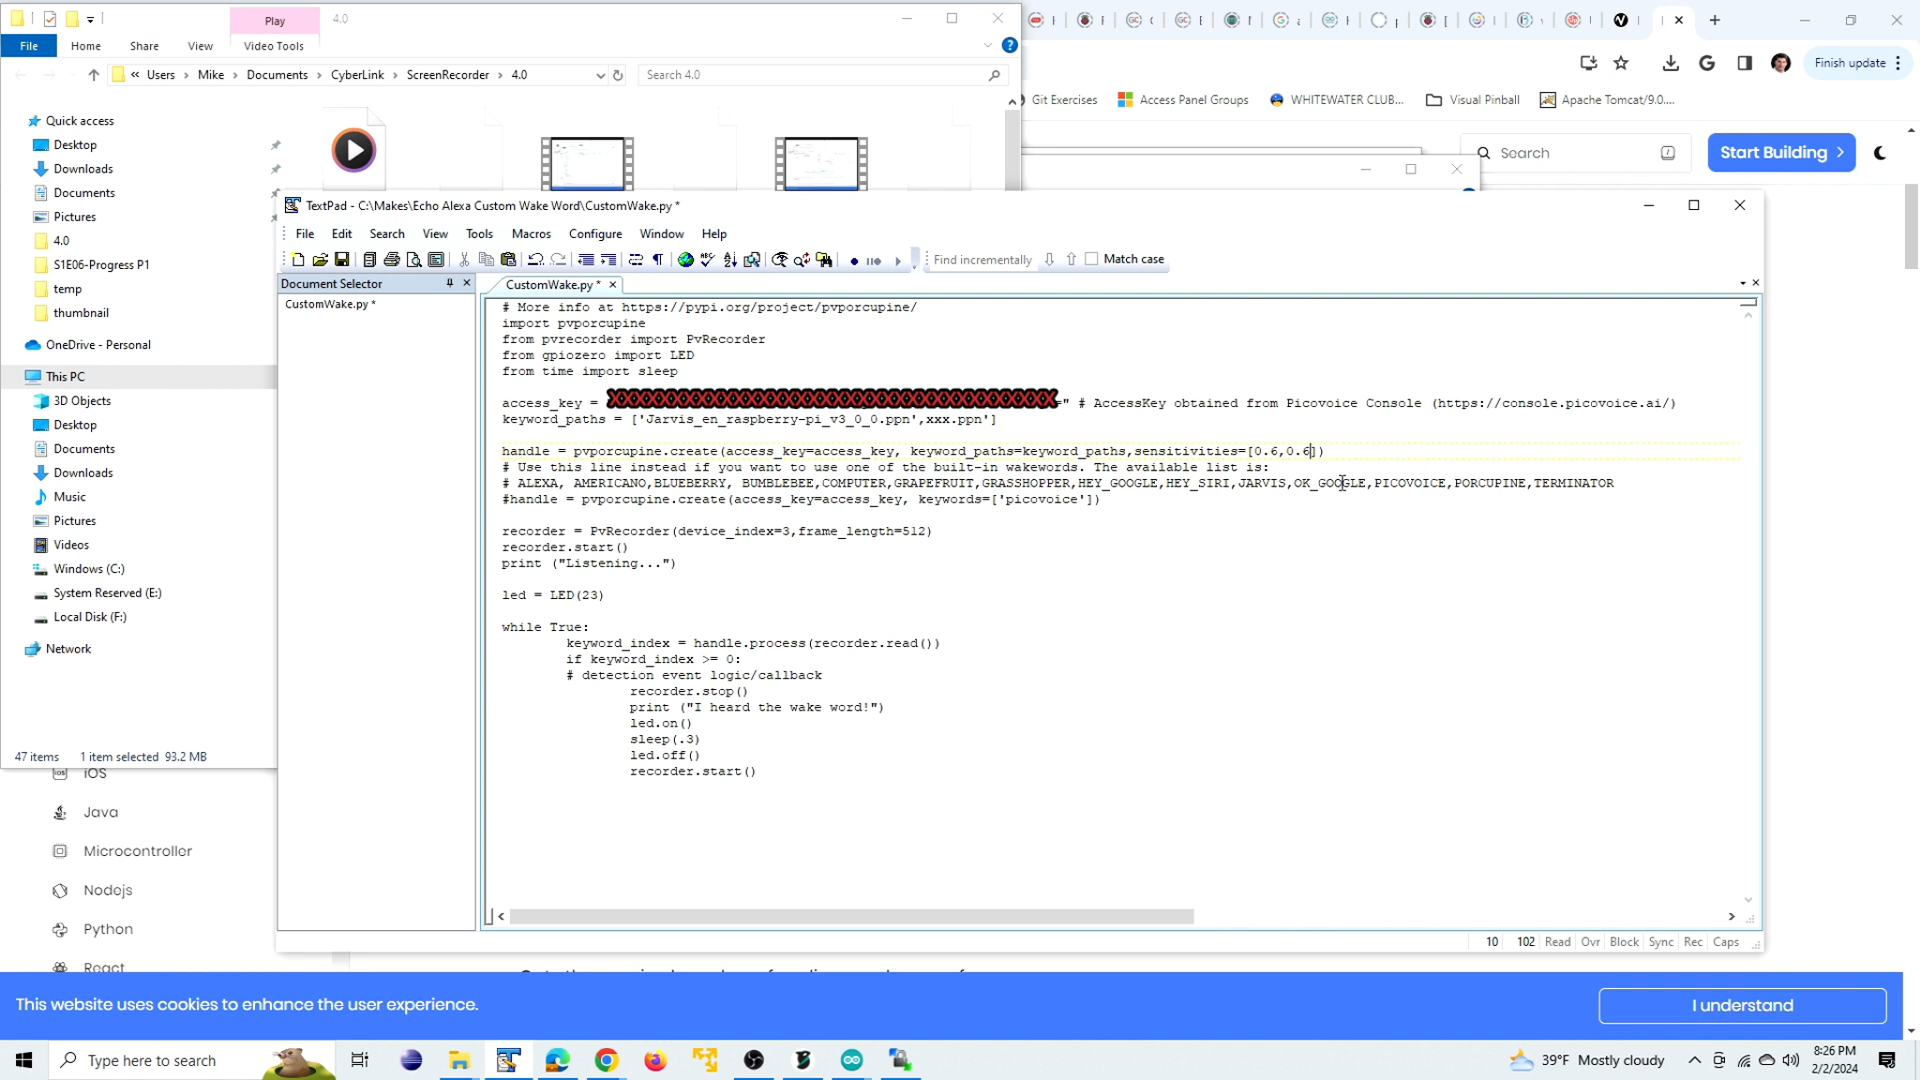 Play
4.0
File
Home
Share
View
Video Tools
« Users > Mike > Documents > CyberLink > ScreenRecorder > 4.0
Search 4.0
Finish update
Git Exercises
Access Panel Groups
WHITEWATER CLUB...
Visual Pinball
Apache Tomcat/9.0....
Search
Start Building
Quick access
Desktop
Downloads
Documents
Pictures
4.0
S1E06-Progress P1
temp
thumbnail
OneDrive - Personal
This PC
3D Objects
Desktop
Documents
Downloads
Music
Pictures
Videos
Windows (C:)
System Reserved (E:)
Local Disk (F:)
Network
47 items 1 item selected 93.2 MB
TextPad - C:\Makes\Echo Alexa Custom Wake Word\CustomWake.py *
File Edit Search View Tools Macros Configure Window Help
Find incrementally
Match case
Document Selector
CustomWake.py *
CustomWake.py *
# More info at https://pypi.org/project/pvporcupine/
import pvporcupine
from pvrecorder import PvRecorder
from gpiozero import LED
from time import sleep
access_key = XXXXXXXXXXXXXXXXXXXXXXXXXXXXXXXXXXXXXX=" # AccessKey obtained from Picovoice Console (https://console.picovoice.ai/)
keyword_paths = ['Jarvis_en_raspberry-pi_v3_0_0.ppn',xxx.ppn']
handle = pvporcupine.create(access_key=access_key, keyword_paths=keyword_paths,sensitivities=[0.6,0.6])
# Use this line instead if you want to use one of the built-in wakewords. The available list is:
# ALEXA, AMERICANO,BLUEBERRY, BUMBLEBEE,COMPUTER,GRAPEFRUIT,GRASSHOPPER,HEY_GOOGLE,HEY_SIRI,JARVIS,OK_GOOGLE,PICOVOICE,PORCUPINE,TERMINATOR
#handle = pvporcupine.create(access_key=access_key, keywords=['picovoice'])
recorder = PvRecorder(device_index=3,frame_length=512)
recorder.start()
print ("Listening...")
led = LED(23)
while True:
keyword_index = handle.process(recorder.read())
if keyword_index >= 0:
# detection event logic/callback
recorder.stop()
print ("I heard the wake word!")
led.on()
sleep(.3)
led.off()
recorder.start()
10 102 Read Ovr Block Sync Rec Caps
iOS
Java
Microcontroller
Nodejs
Python
React
This website uses cookies to enhance the user experience.
I understand
Type here to search
39°F Mostly cloudy
8:26 PM
2/2/2024